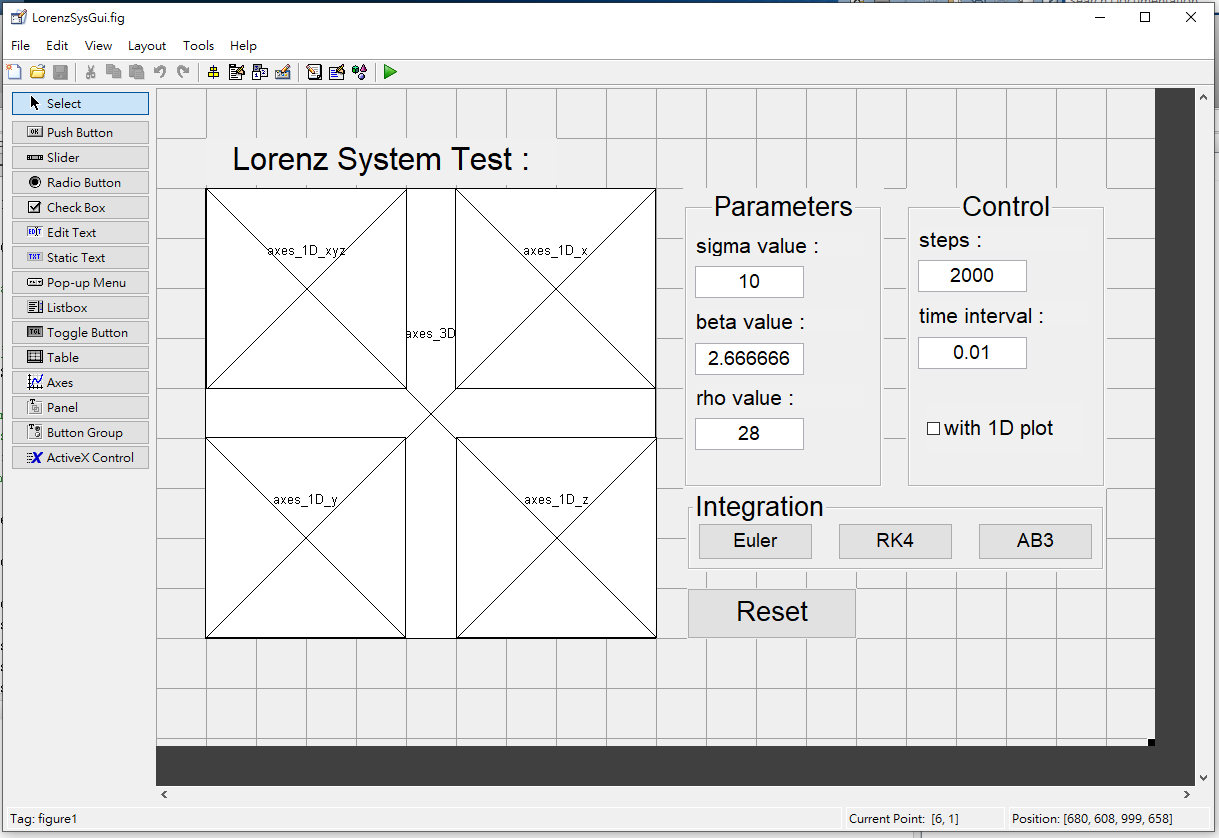 Search Documentation
LorenzSysGui.fig
File Edit View Layout Tools Help
Select
Push Button
Slider
Radio Button
Check Box
Edit Text
Static Text
Pop-up Menu
Listbox
Toggle Button
Table
Axes
Panel
Button Group
ActiveX Control
Lorenz System Test :
axes_1D_xyz
axes_1D_x
axes_3D
axes_1D_y
axes_1D_z
Parameters
sigma value :
10
beta value :
2.666666
rho value :
28
Control
steps :
2000
time interval :
0.01
with 1D plot
Integration
Euler RK4 AB3
Reset
Tag: figure1
Current Point: [6, 1]
Position: [680, 608, 999, 658]